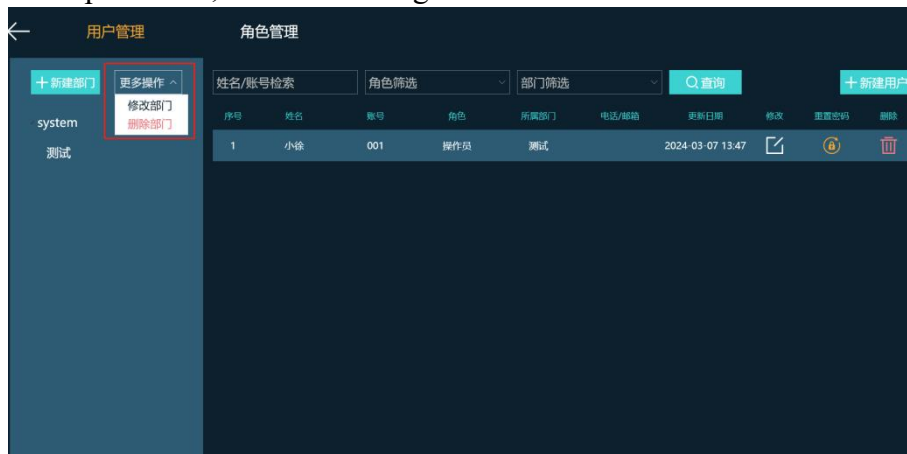 用户管理 角色管理
新建部门 更多操作 姓名/账号检索 角色筛选 部门筛选 查询 新建用户
修改部门
删除部门
system
测试
序号 姓名 账号 角色 所属部门 电话/邮箱 更新日期 修改 重置密码 删除
1 小徐 001 操作员 测试 2024-03-07 13:47